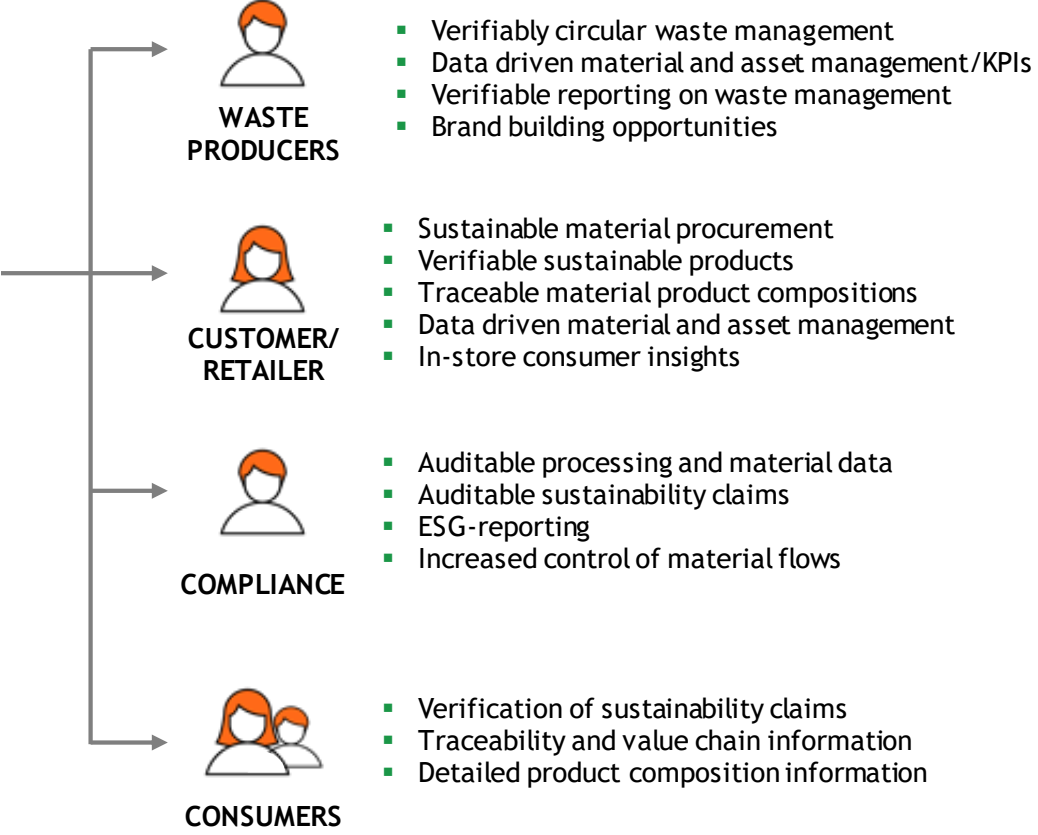 WASTE
PRODUCERS
▪ Verifiably circular waste management
▪ Data driven material and asset management/KPIs
▪ Verifiable reporting on waste management
▪ Brand building opportunities
CUSTOMER/
RETAILER
▪ Sustainable material procurement
▪ Verifiable sustainable products
▪ Traceable material product compositions
▪ Data driven material and asset management
▪ In-store consumer insights
COMPLIANCE
▪ Auditable processing and material data
▪ Auditable sustainability claims
▪ ESG-reporting
▪ Increased control of material flows
CONSUMERS
▪ Verification of sustainability claims
▪ Traceability and value chain information
▪ Detailed product composition information